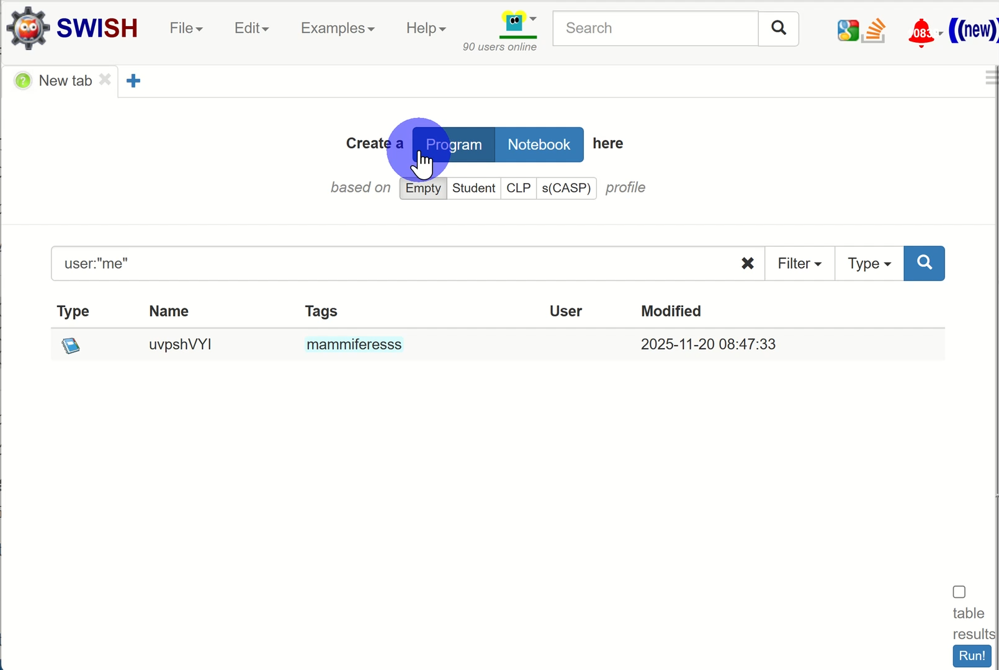 SWISH File Edit Examples Help Search ((new))
90 users online
New tab
Create a Program Notebook here
based on Empty Student CLP s(CASP) profile
user:"me" Filter Type
Type Name Tags User Modified
uvpshVYI mammiferesss 2025-11-20 08:47:33
table
results
Run!